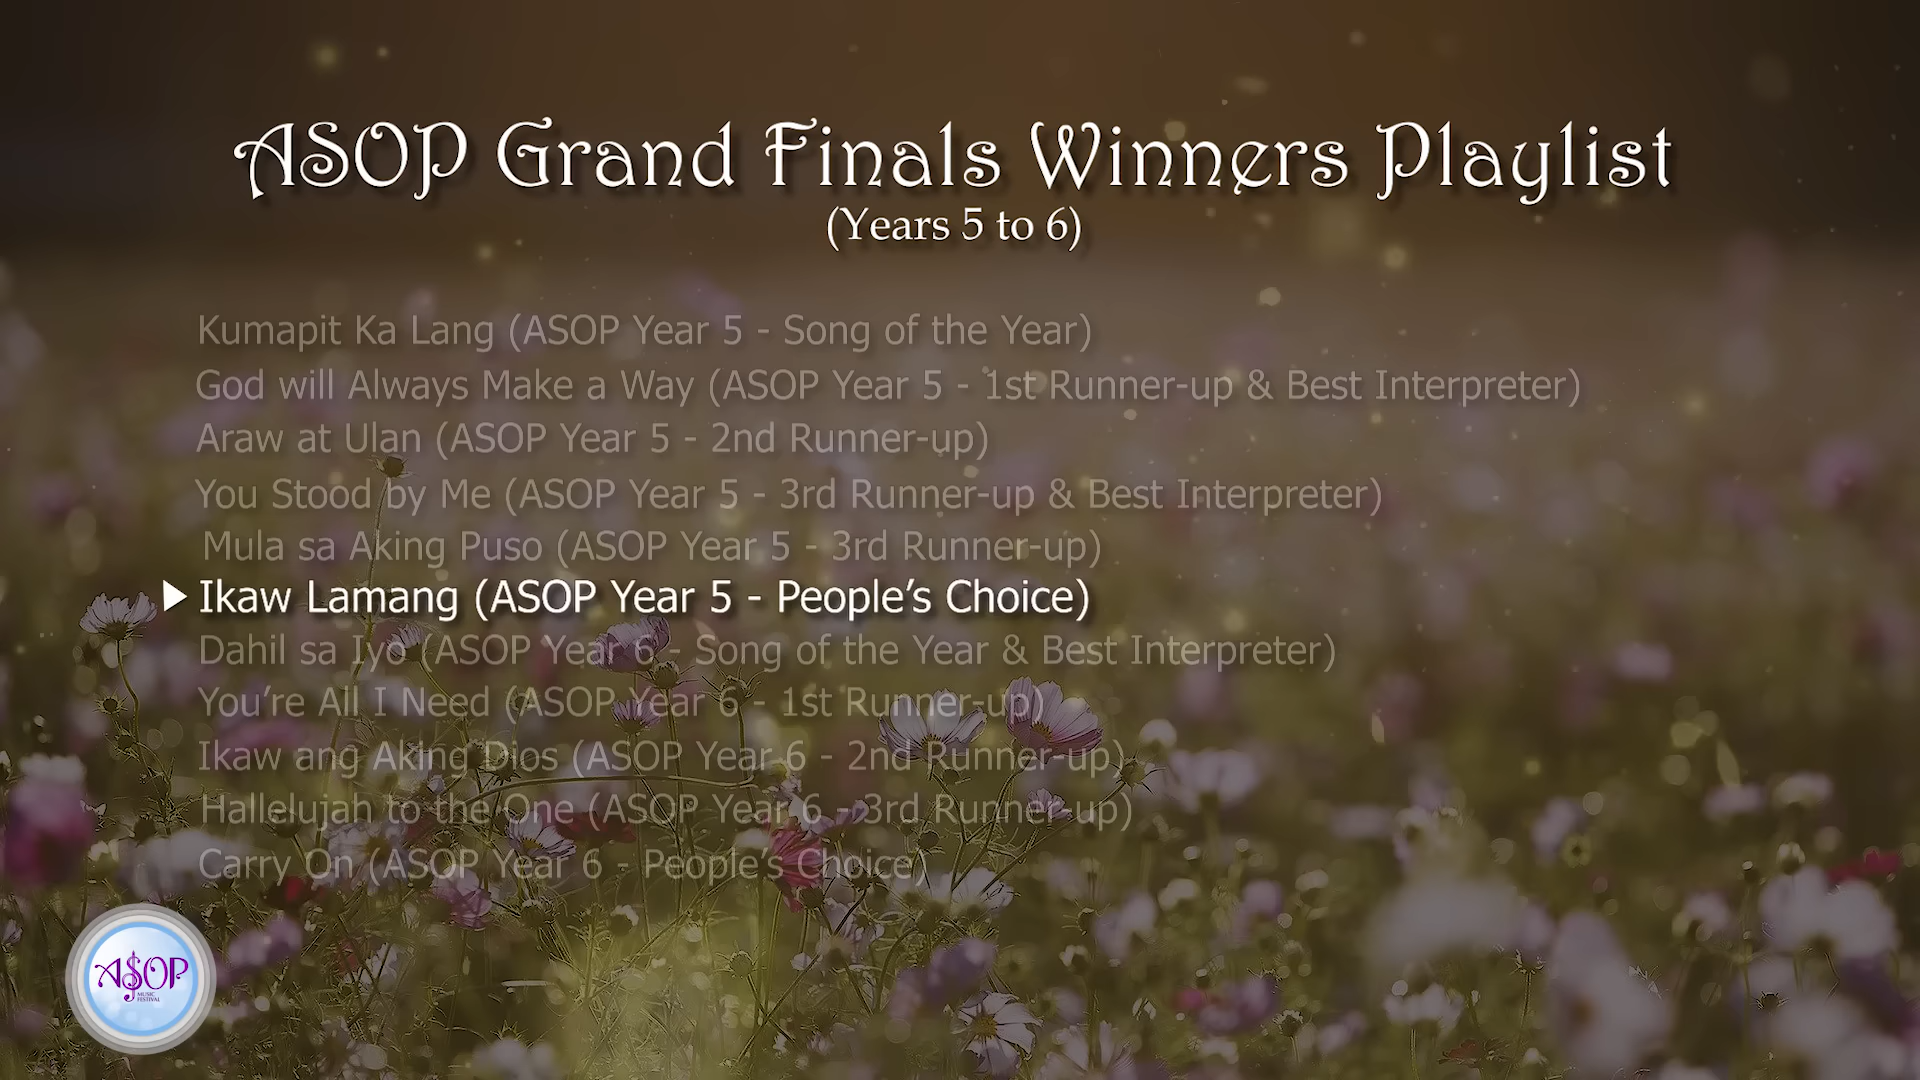 ASOP Grand Finals Winners Playlist
(Years 5 to 6)
Kumapit Ka Lang (ASOP Year 5 - Song of the Year)
God will Always Make a Way (ASOP Year 5 - 1st Runner-up & Best Interpreter)
Araw at Ulan (ASOP Year 5 - 2nd Runner-up)
You Stood by Me (ASOP Year 5 - 3rd Runner-up & Best Interpreter)
Mula sa Aking Puso (ASOP Year 5 - 3rd Runner-up)
Ikaw Lamang (ASOP Year 5 - People’s Choice)
Dahil sa Iyo (ASOP Year 6 - Song of the Year & Best Interpreter)
You’re All I Need (ASOP Year 6 - 1st Runner-up)
Ikaw ang Aking Dios (ASOP Year 6 - 2nd Runner-up)
Hallelujah to the One (ASOP Year 6 - 3rd Runner-up)
Carry On (ASOP Year 6 - People’s Choice)
ASOP
MUSIC
FESTIVAL